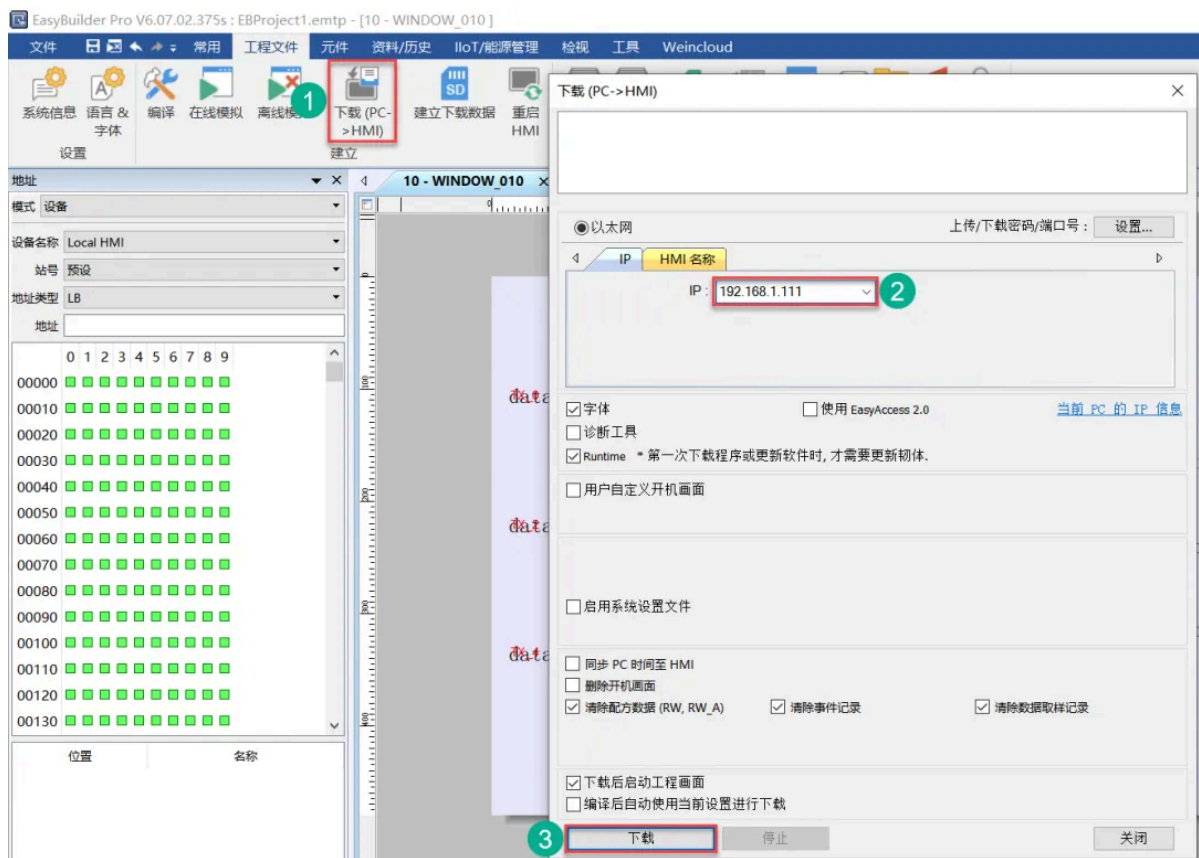 EasyBuilder Pro V6.07.02.375s : EBProject1.emtp - [10 - WINDOW_010 ]
文件 常用 工程文件 元件 资料/历史 IIoT/能源管理 检视 工具 Weincloud
系统信息 语言 & 字体 编译 在线模拟 离线模 1 下载 (PC->HMI) 建立下载数据 重启 HMI
SD
设置 建立
地址
模式 设备
设备名称 Local HMI
站号 预设
地址类型 LB
地址
0 1 2 3 4 5 6 7 8 9
00000
00010
00020
00030
00040
00050
00060
00070
00080
00090
00100
00110
00120
00130
位置 名称
10 - WINDOW_010
0
0
100
200
300
400
data
data
data
下载 (PC->HMI)
以太网 上传/下载密码/端口号 : 设置...
IP HMI 名称
IP : 192.168.1.111 2
字体 使用 EasyAccess 2.0 当前 PC 的 IP 信息
诊断工具
Runtime * 第一次下载程序或更新软件时, 才需要更新韧体.
用户自定义开机画面
启用系统设置文件
同步 PC 时间至 HMI
删除开机画面
清除配方数据 (RW, RW_A) 清除事件记录 清除数据取样记录
下载后启动工程画面
编译后自动使用当前设置进行下载
3 下载 停止 关闭